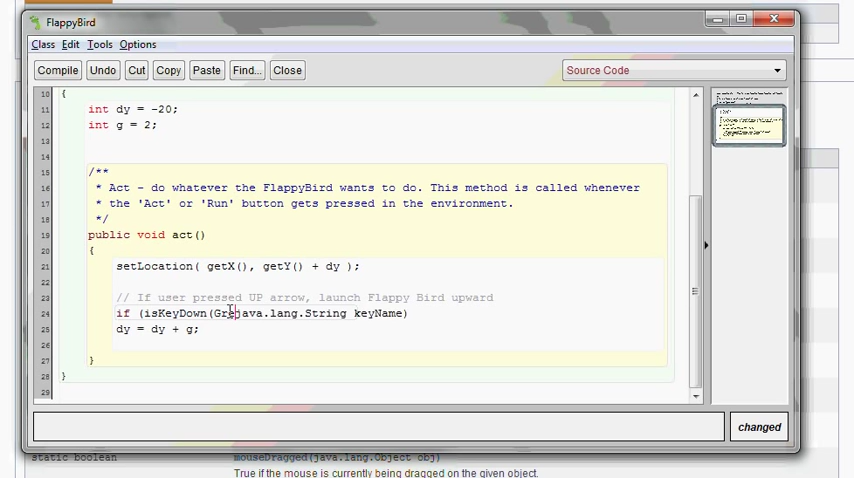 FlappyBird
Class Edit Tools Options
Compile Undo Cut Copy Paste Find... Close Source Code
10 {
11 int dy = -20;
12 int g = 2;
13
14
15 /**
16 * Act - do whatever the FlappyBird wants to do. This method is called whenever
17 * the 'Act' or 'Run' button gets pressed in the environment.
18 */
19 public void act()
20 {
21 setLocation( getX(), getY() + dy );
22
23 // If user pressed UP arrow, launch Flappy Bird upward
24 if (isKeyDown(Grejava.lang.String keyName)
25 dy = dy + g;
26
27 }
28 }
29
changed
static boolean mouseDragged(java.lang.Object obj)
True if the mouse is currently being dragged on the given object.